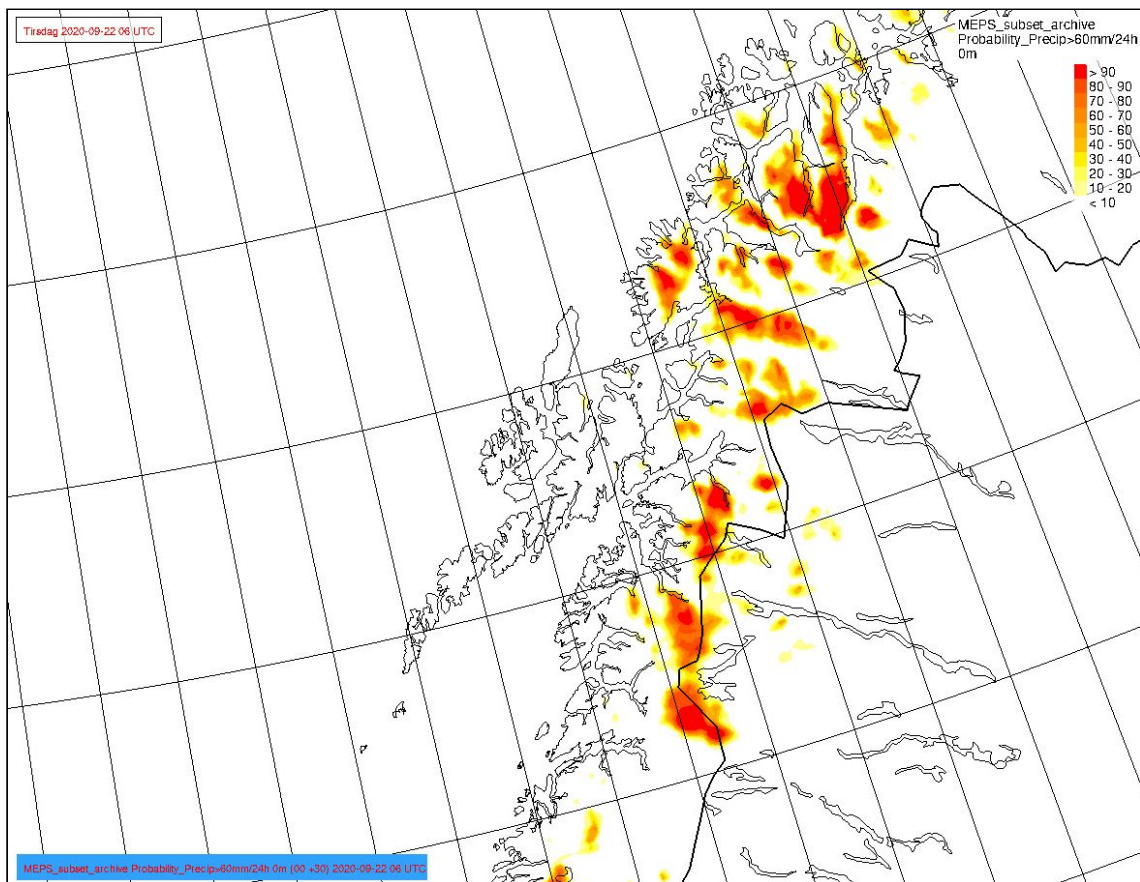 Tirsdag 2020-09-22 06 UTC
MEPS_subset_archive
Probability_Precip>60mm/24h
0m
> 90
80 - 90
70 - 80
60 - 70
50 - 60
40 - 50
30 - 40
20 - 30
10 - 20
< 10
MEPS_subset_archive Probability_Precip>60mm/24h 0m (00 +30) 2020-09-22 06 UTC